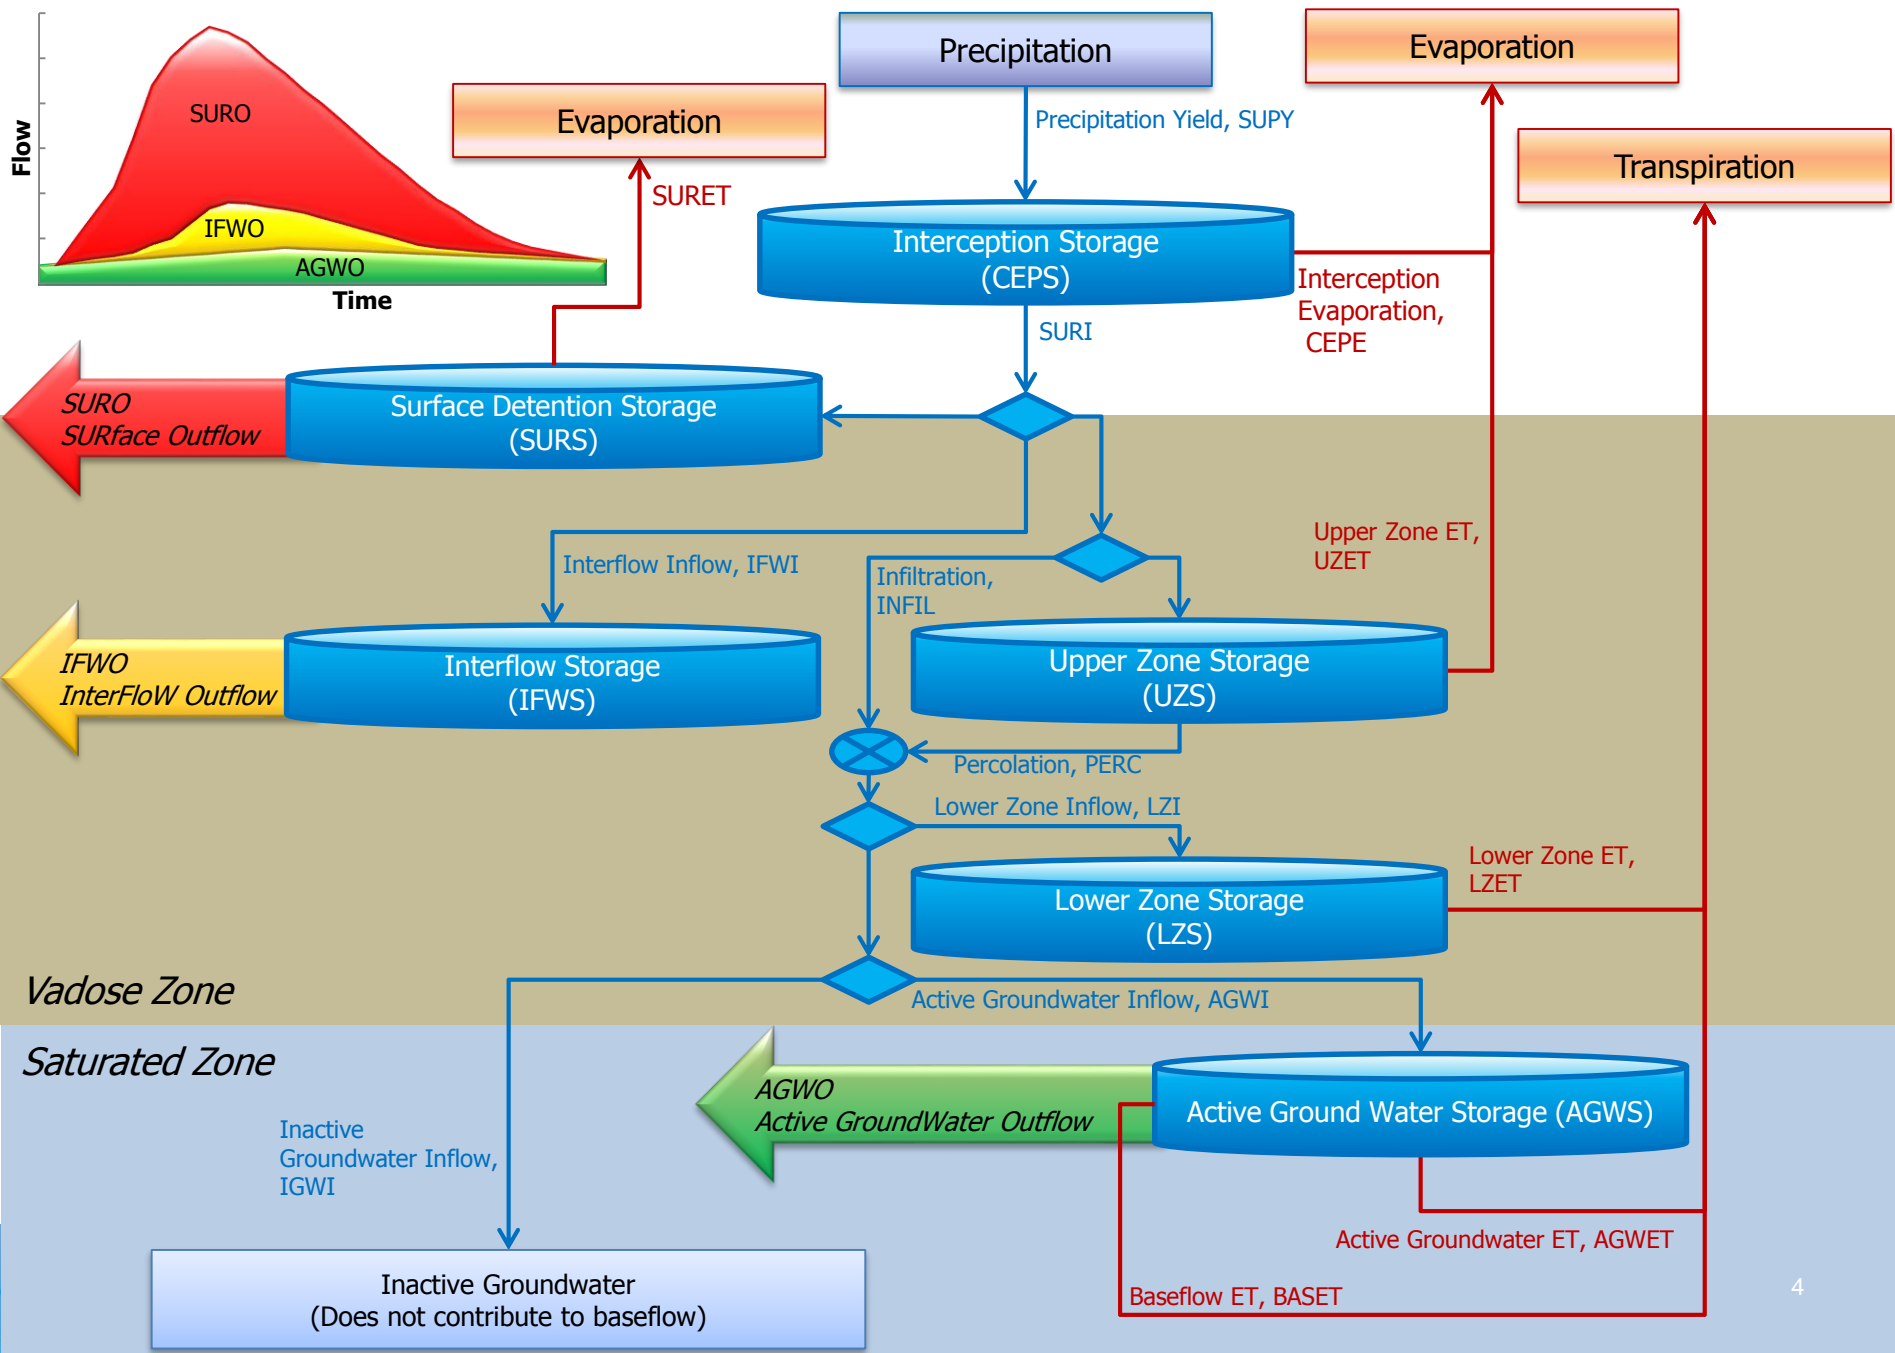 Precipitation
Evaporation
Flow
SURO
IFWO
AGWO
Time
Evaporation
SURET
Precipitation Yield, SUPY
Transpiration
Interception Storage
(CEPS)
Interception
Evaporation,
CEPE
SURI
SURO
SURface Outflow
Surface Detention Storage
(SURS)
Upper Zone ET,
UZET
Interflow Inflow, IFWI
Infiltration,
INFIL
IFWO
InterFloW Outflow
Interflow Storage
(IFWS)
Upper Zone Storage
(UZS)
Percolation, PERC
Lower Zone Inflow, LZI
Lower Zone ET,
LZET
Lower Zone Storage
(LZS)
Vadose Zone
Active Groundwater Inflow, AGWI
Saturated Zone
AGWO
Active GroundWater Outflow
Active Ground Water Storage (AGWS)
Inactive
Groundwater Inflow,
IGWI
Active Groundwater ET, AGWET
Baseflow ET, BASET
Inactive Groundwater
(Does not contribute to baseflow)
4